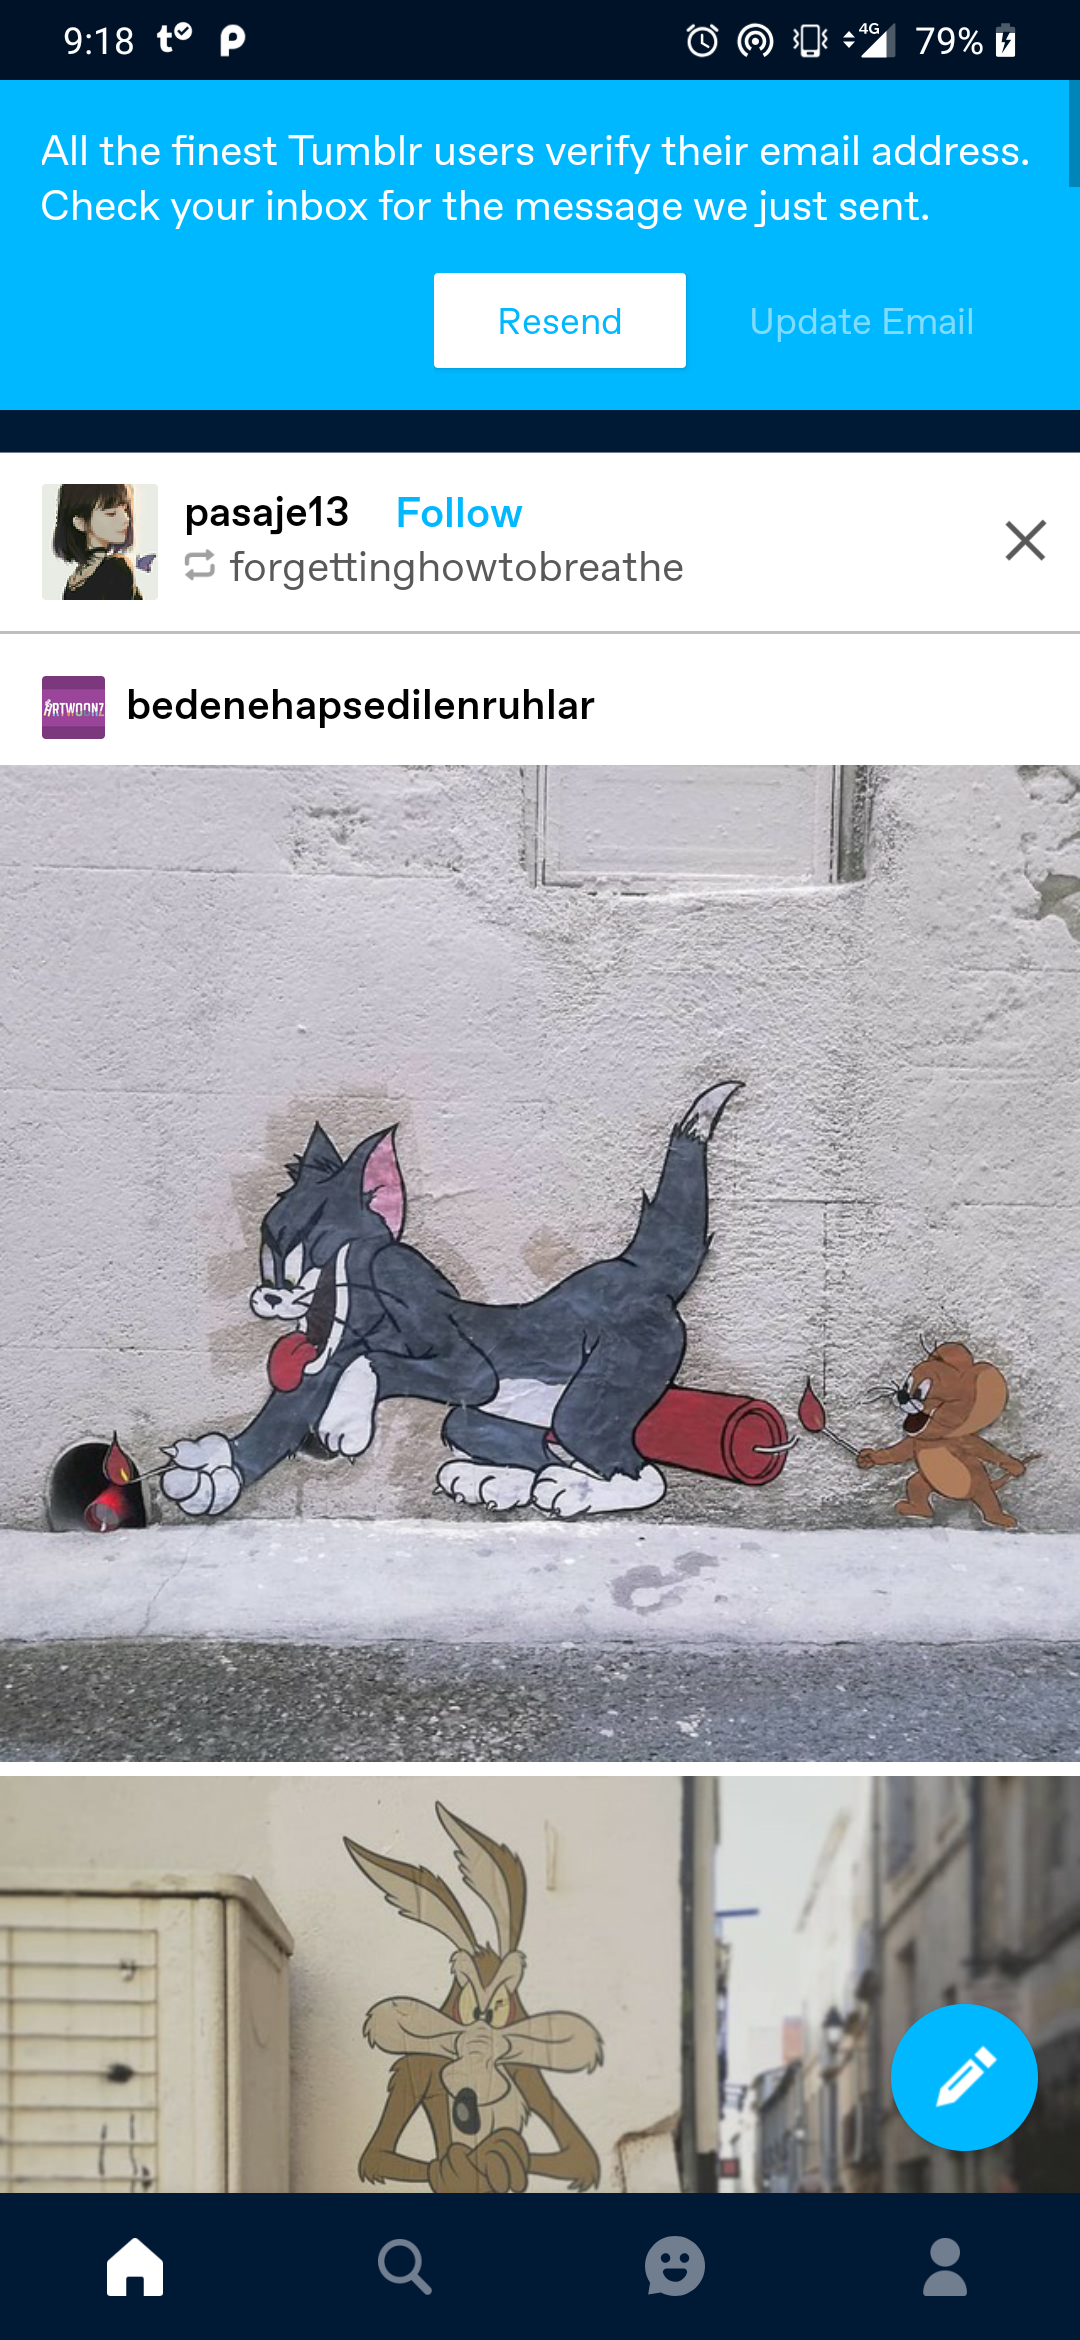 9:18
4G
79%
All the finest Tumblr users verify their email address.
Check your inbox for the message we just sent.
Resend
Update Email
pasaje13 Follow
forgettinghowtobreathe
ARTWOONZ
bedenehapsedilenruhlar